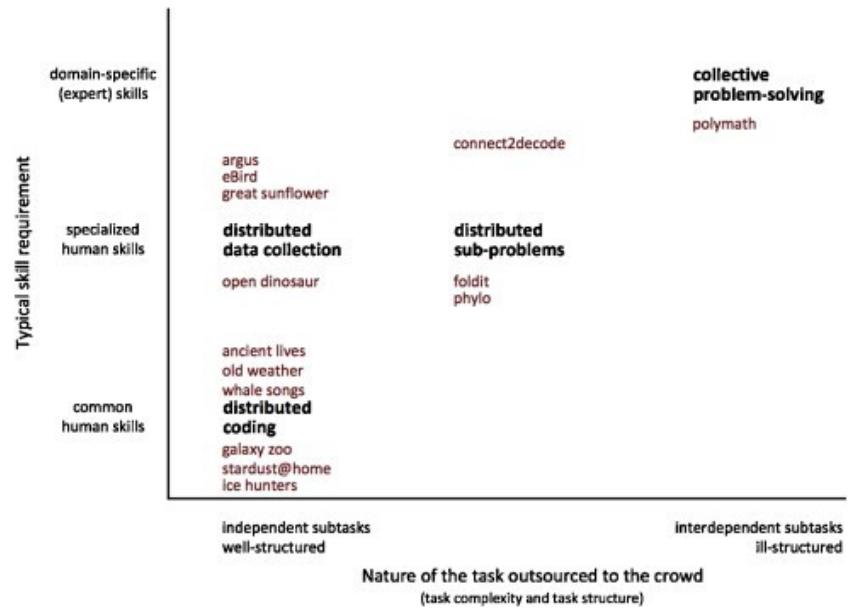 domain-specific
(expert) skills
collective
problem-solving
polymath
connect2decode
argus
eBird
great sunflower
Typical skill requirement
specialized
human skills
distributed
data collection
distributed
sub-problems
open dinosaur
foldit
phylo
ancient lives
old weather
whale songs
common
human skills
distributed
coding
galaxy zoo
stardust@home
ice hunters
independent subtasks
well-structured
interdependent subtasks
ill-structured
Nature of the task outsourced to the crowd
(task complexity and task structure)